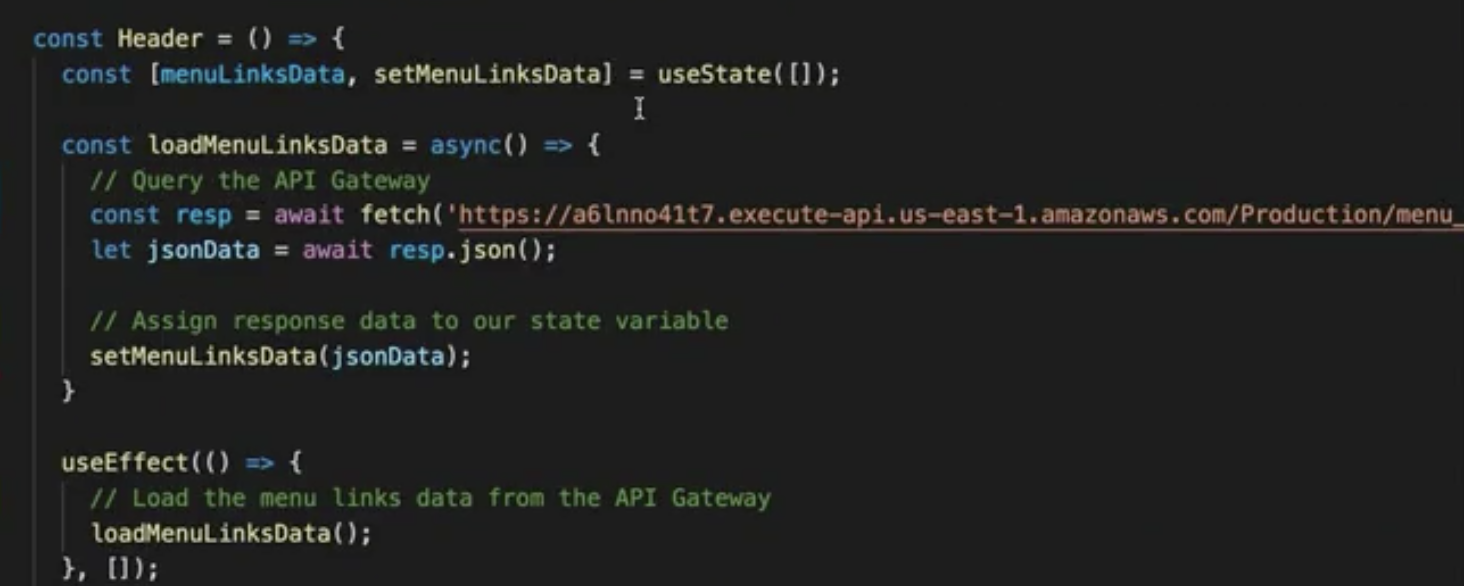 const Header = () => {
const [menuLinksData, setMenuLinksData] = useState([]);
const loadMenuLinksData = async() => {
// Query the API Gateway
const resp = await fetch('https://a6lnno41t7.execute-api.us-east-1.amazonaws.com/Production/menu_
let jsonData = await resp.json();
// Assign response data to our state variable
setMenuLinksData(jsonData);
}
useEffect(() => {
// Load the menu links data from the API Gateway
loadMenuLinksData();
}, []);